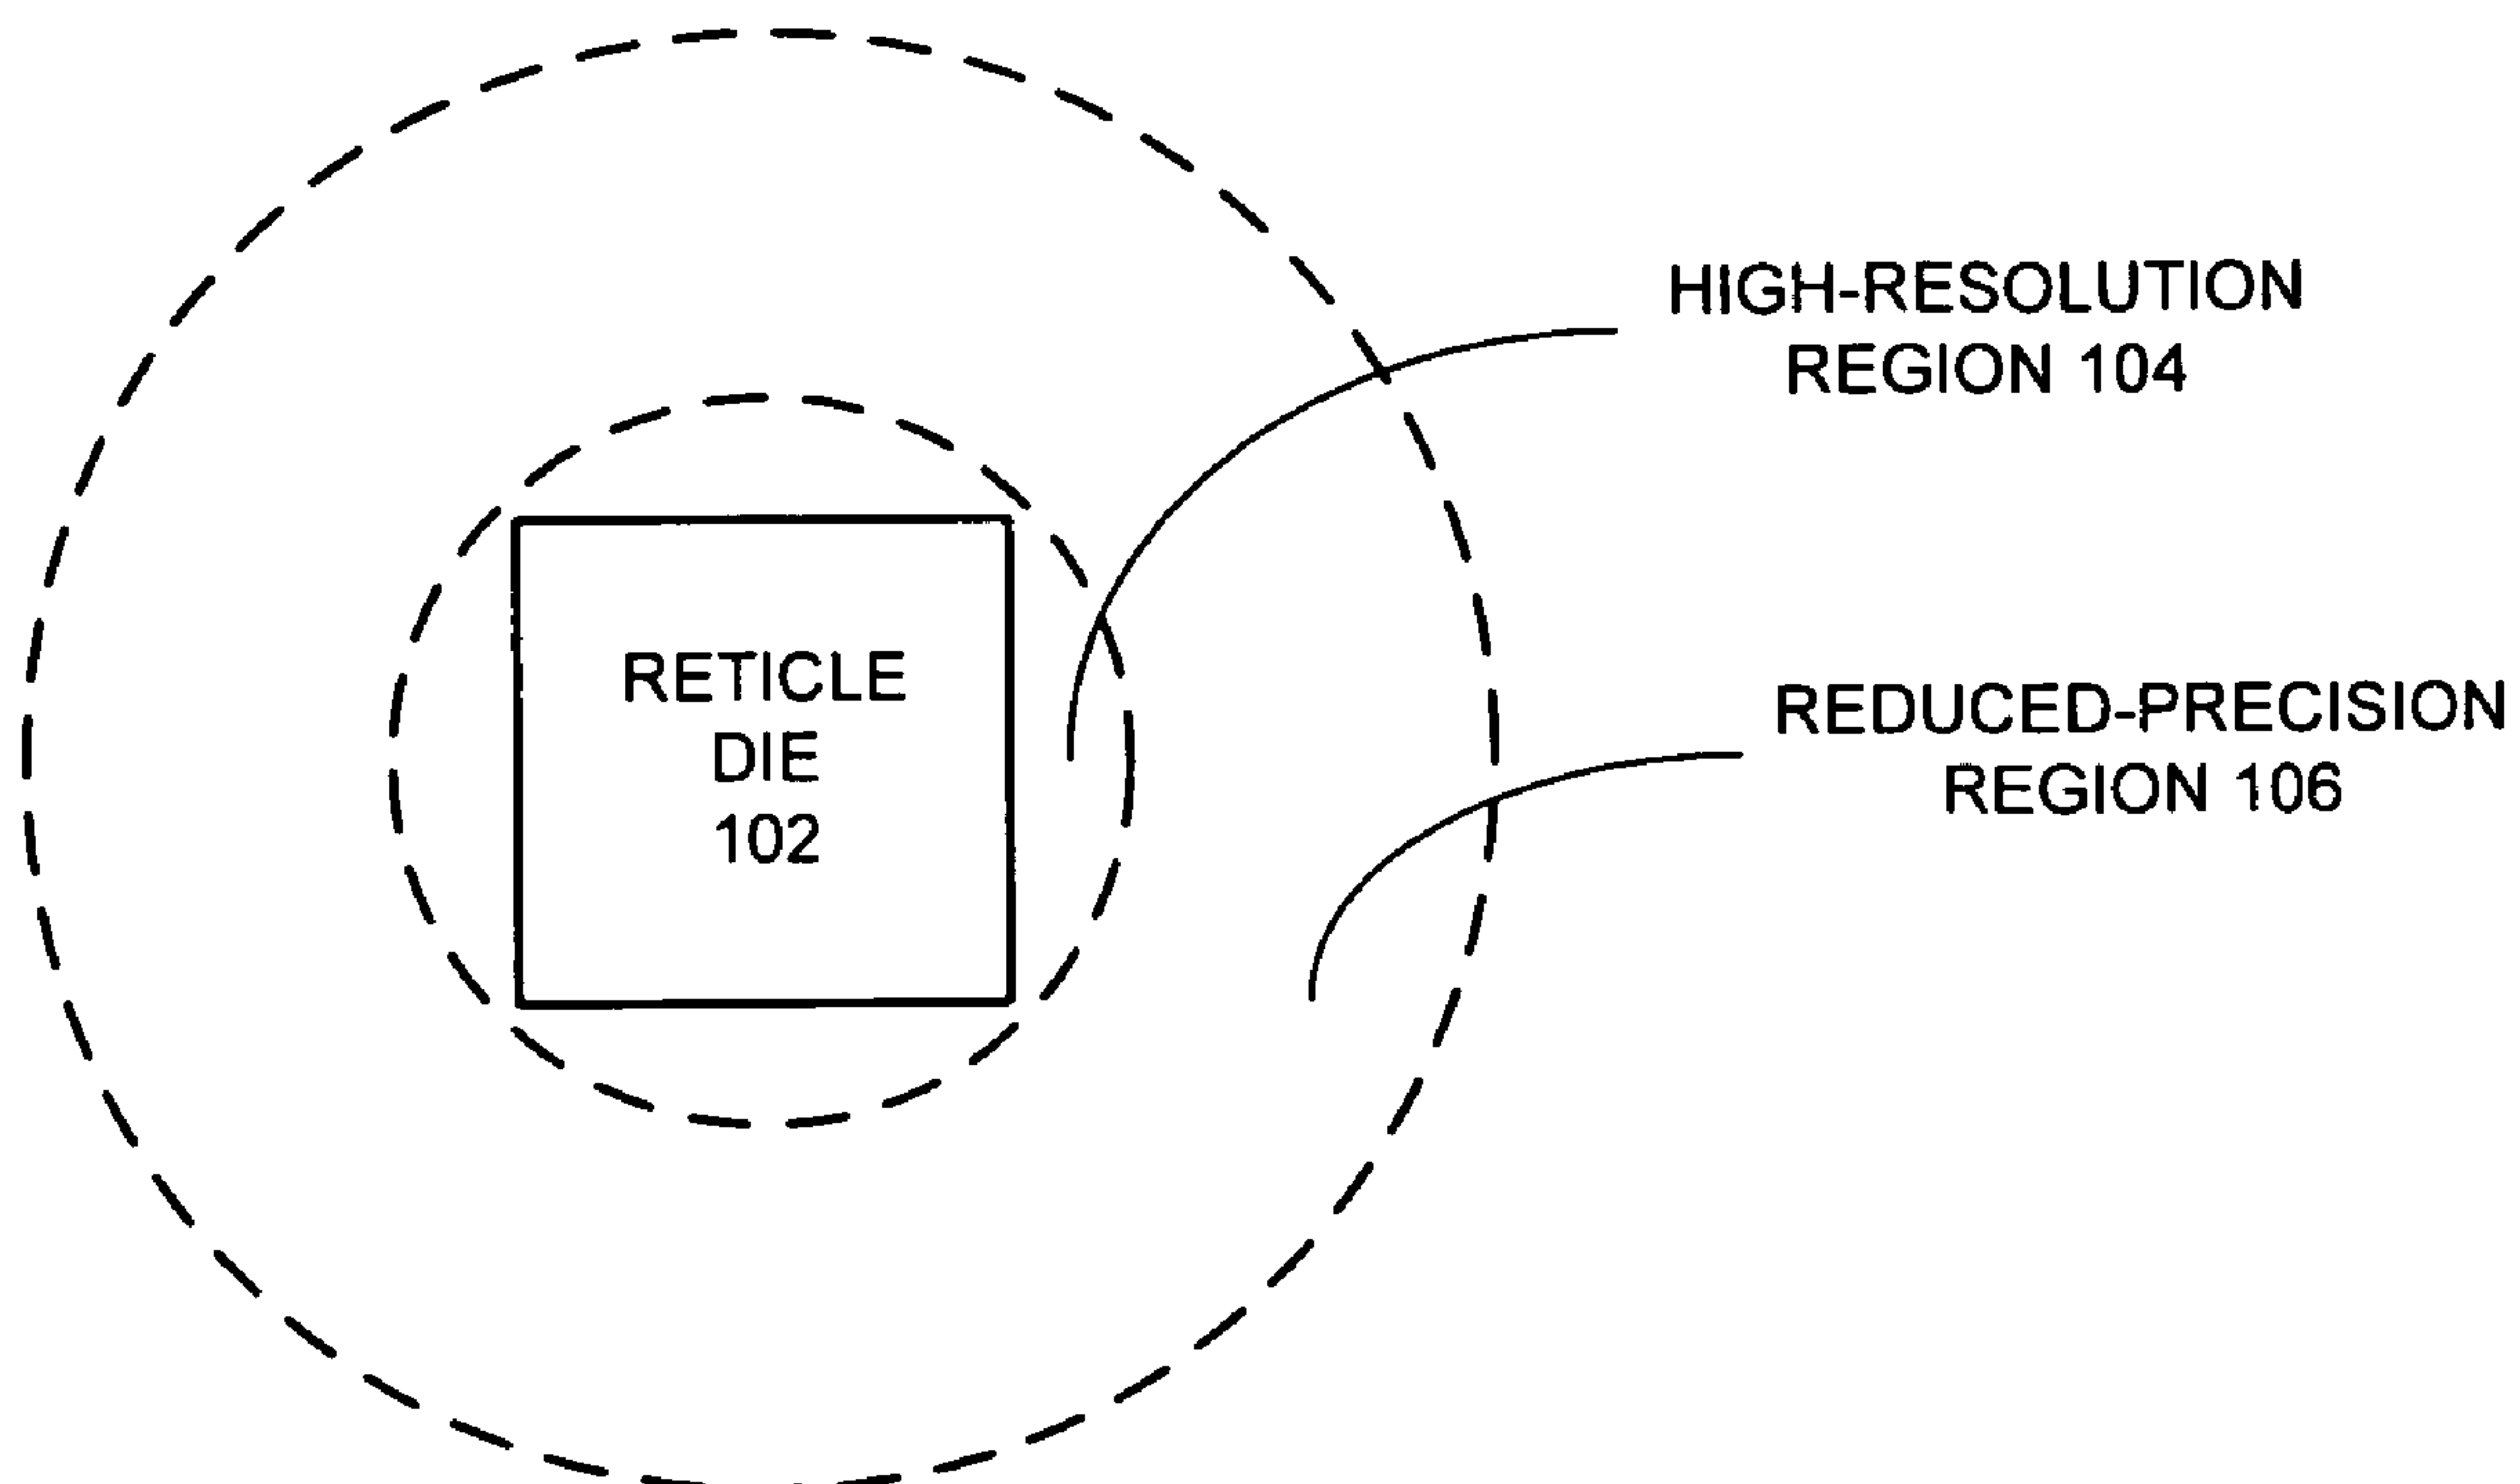 HIGH-RESOLUTION
REGION 104
RETICLE
DIE
102
REDUCED-PRECISION
REGION 106